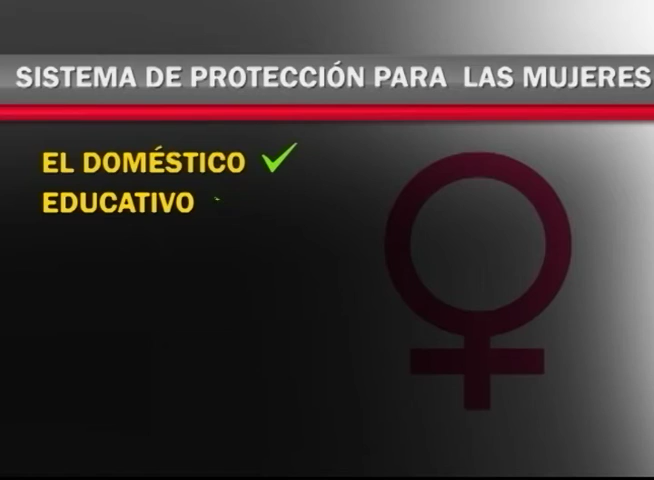 SISTEMA DE PROTECCIÓN PARA LAS MUJERES
EL DOMÉSTICO
EDUCATIVO